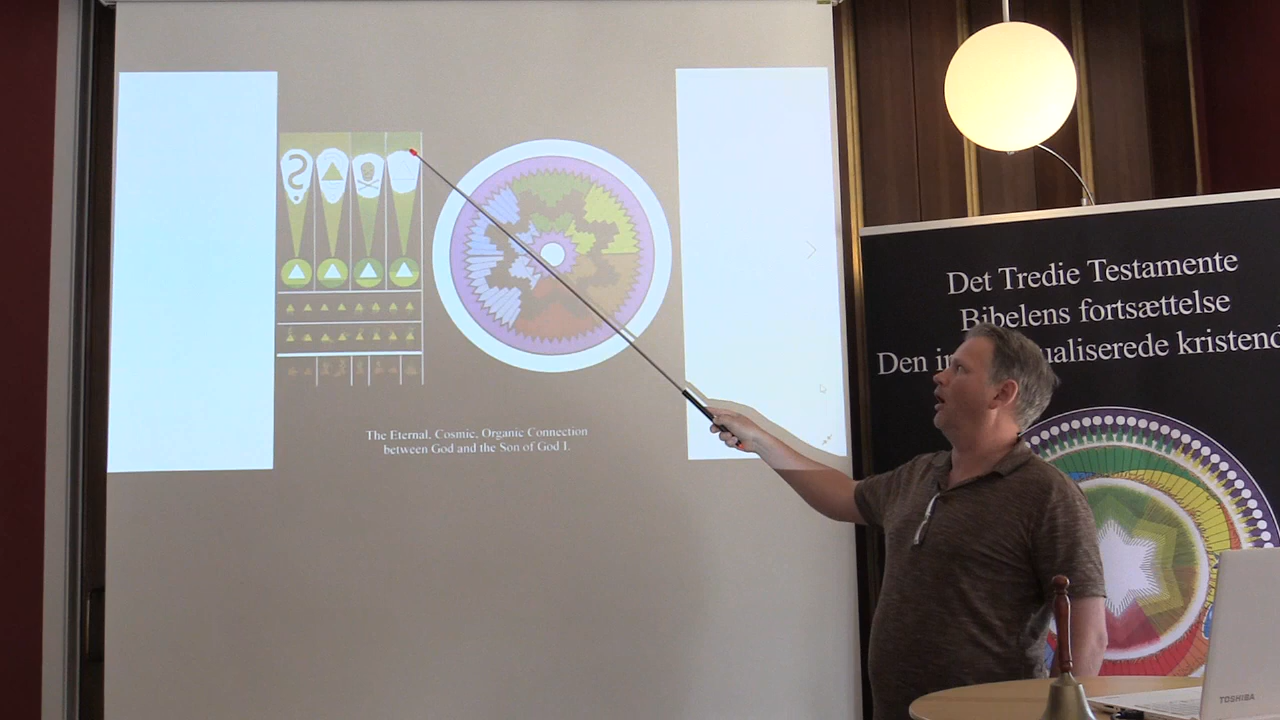 The Eternal, Cosmic, Organic Connection
between God and the Son of God I.
Det Tredie Testamente
Bibelens fortsættelse
Den in ualiserede kristend
TOSHIBA